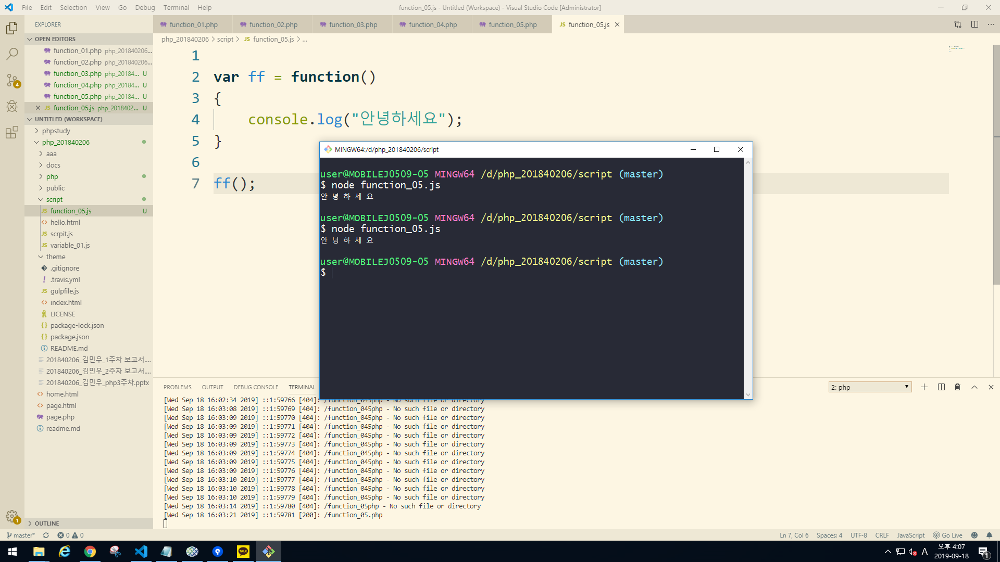 File Edit Selection View Go Debug Terminal Help
function_05.js - Untitled (Workspace) - Visual Studio Code [Administrator]
EXPLORER
OPEN EDITORS
function_01.php php_201840206...
function_02.php php_201840206...
function_03.php php_20184... U
function_04.php php_20184... U
function_05.php php_20184... U
JS function_05.js php_2018402... U
UNTITLED (WORKSPACE)
phpstudy
php_201840206
aaa
docs
php
public
script
JS function_05.js U
hello.html
JS scrpit.js
JS variable_01.js
theme
.gitignore
! .travis.yml
JS gulpfile.js
index.html
LICENSE
{} package-lock.json
{} package.json
README.md
201840206_김민우_1주차 보고서....
201840206_김민우_2주차 보고서....
201840206_김민우_php3주차.pptx
home.html
page.html
page.php
readme.md
OUTLINE
4
1
function_01.php function_02.php function_03.php function_04.php function_05.php JS function_05.js
php_201840206 > script > JS function_05.js > ...
1
2 var ff = function()
3 {
4 console.log("안녕하세요");
5 }
6
7 ff();
MINGW64:/d/php_201840206/script
user@MOBILEJ0509-05 MINGW64 /d/php_201840206/script (master)
$ node function_05.js
안녕하세요
user@MOBILEJ0509-05 MINGW64 /d/php_201840206/script (master)
$ node function_05.js
안녕하세요
user@MOBILEJ0509-05 MINGW64 /d/php_201840206/script (master)
$
PROBLEMS OUTPUT DEBUG CONSOLE TERMINAL
2: php
[Wed Sep 18 16:02:34 2019] ::1:59766 [404]: /function_045php - No such file or directory
[Wed Sep 18 16:03:08 2019] ::1:59769 [404]: /function_045php - No such file or directory
[Wed Sep 18 16:03:09 2019] ::1:59770 [404]: /function_045php - No such file or directory
[Wed Sep 18 16:03:09 2019] ::1:59771 [404]: /function_045php - No such file or directory
[Wed Sep 18 16:03:09 2019] ::1:59772 [404]: /function_045php - No such file or directory
[Wed Sep 18 16:03:09 2019] ::1:59773 [404]: /function_045php - No such file or directory
[Wed Sep 18 16:03:09 2019] ::1:59774 [404]: /function_045php - No such file or directory
[Wed Sep 18 16:03:09 2019] ::1:59775 [404]: /function_045php - No such file or directory
[Wed Sep 18 16:03:09 2019] ::1:59776 [404]: /function_045php - No such file or directory
[Wed Sep 18 16:03:10 2019] ::1:59777 [404]: /function_045php - No such file or directory
[Wed Sep 18 16:03:10 2019] ::1:59778 [404]: /function_045php - No such file or directory
[Wed Sep 18 16:03:10 2019] ::1:59779 [404]: /function_045php - No such file or directory
[Wed Sep 18 16:03:14 2019] ::1:59780 [404]: /function_05php - No such file or directory
[Wed Sep 18 16:03:21 2019] ::1:59781 [200]: /function_05.php
master* 0 0
Ln 7, Col 6 Spaces: 4 UTF-8 CRLF JavaScript Go Live
TALK
A
오후 4:07
2019-09-18
1